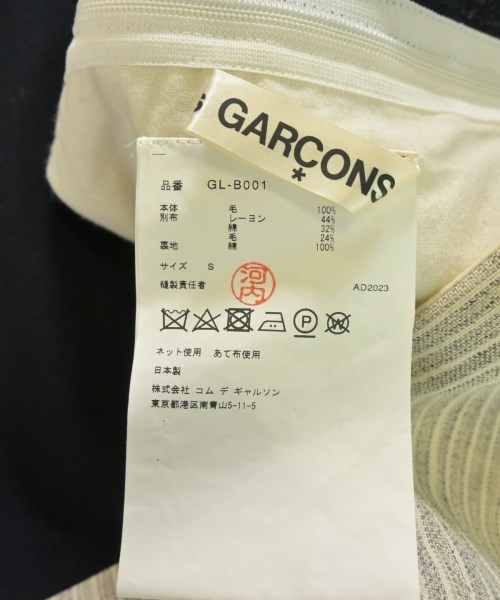 GARCONS
*
品番 GL-B001
本体 毛 100%
別布 レーヨン 44%
綿 32%
毛 24%
裏地 綿 100%
サイズ S
縫製責任者 河内 AD2023
P W
ネット使用 あて布使用
日本製
株式会社 コム デ ギャルソン
東京都港区南青山5-11-5